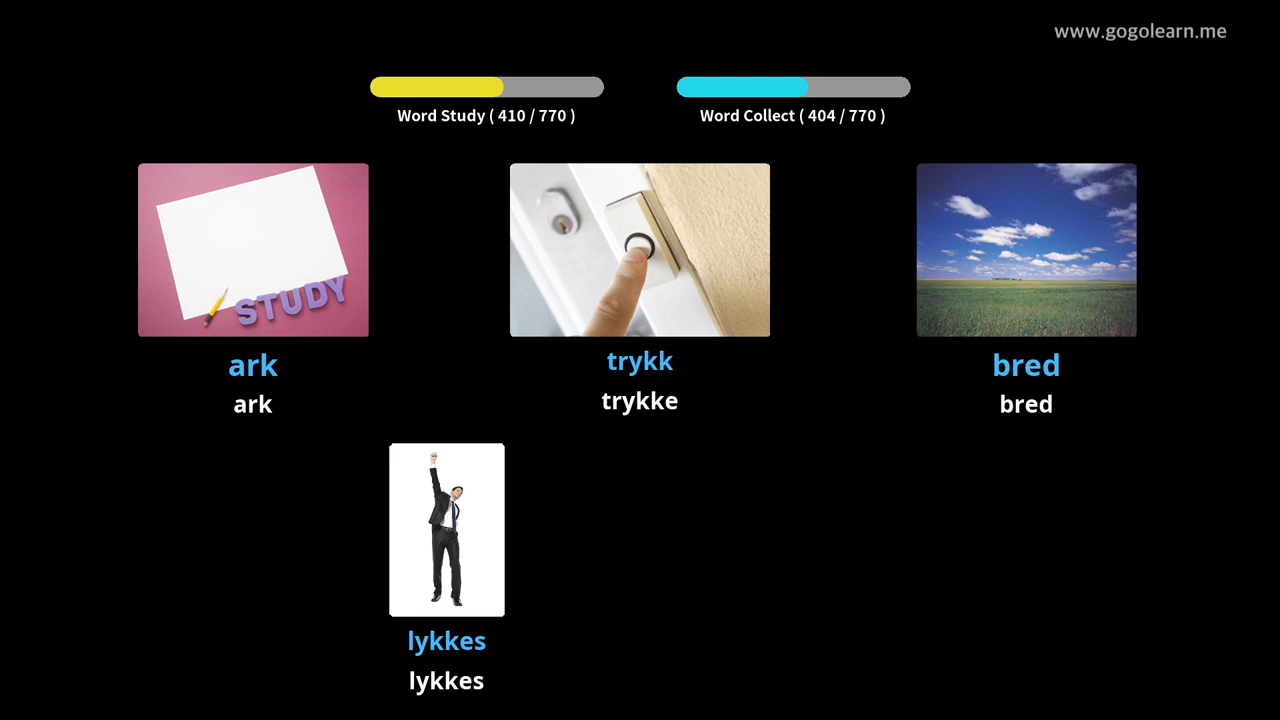 www.gogolearn.me
Word Study ( 410 / 770 )
Word Collect ( 404 / 770 )
STUDY
ark
ark
trykk
trykke
bred
bred
lykkes
lykkes